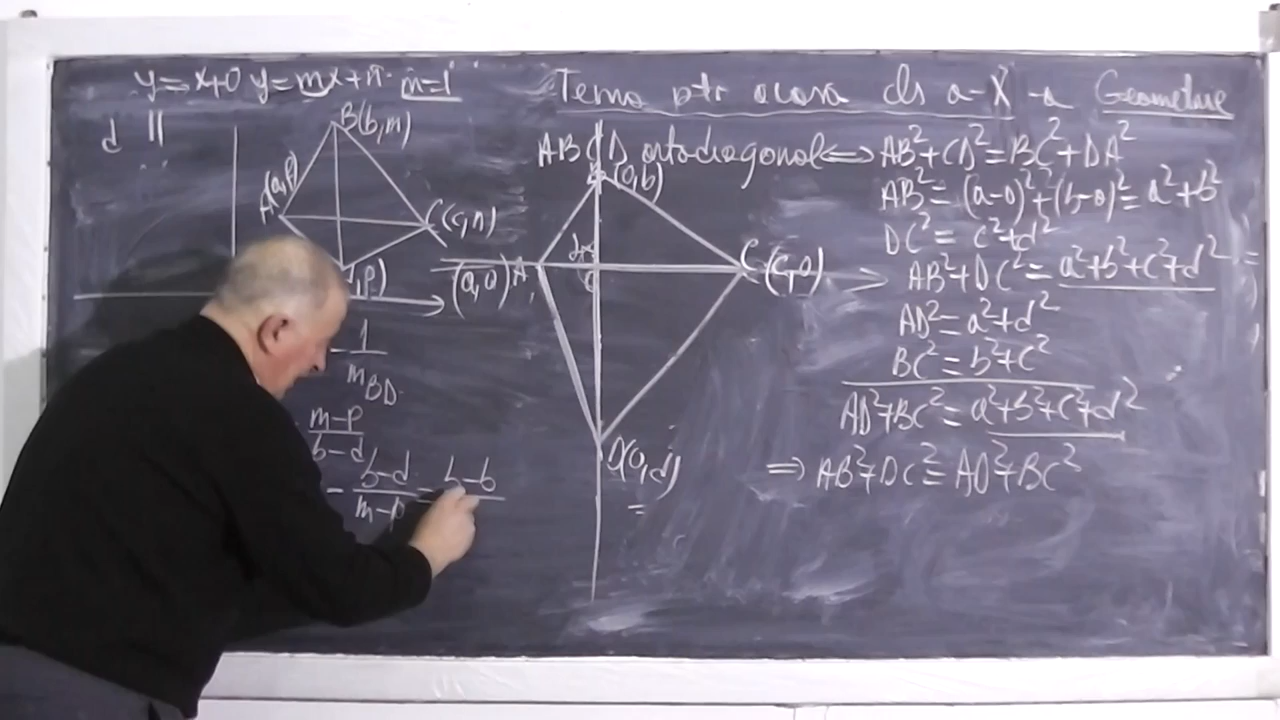 y=x+0 y=mx+n m=1
Tema ptr acasa cls a-X-a Geometrie
d ||
B(b,m)
A(a,p)
C(c,n)
,p)
ABCD ortodiagonal ⟺ AB²+CD²=BC²+DA²
B(0,b)
AB²=(a-0)²+(b-0)²=a²+b²
DC²=c²+d²
(a,0) A
C (c,0)
AB²+DC²=a²+b²+c²+d² =
AD²=a²+d²
BC²=b²+c²
AD²+BC²=a²+b²+c²+d²
D(0,d)
⇒ AB²+DC²=AD²+BC²
-1/m_BD
m-p/b-d
-b-d/m-p = b-b